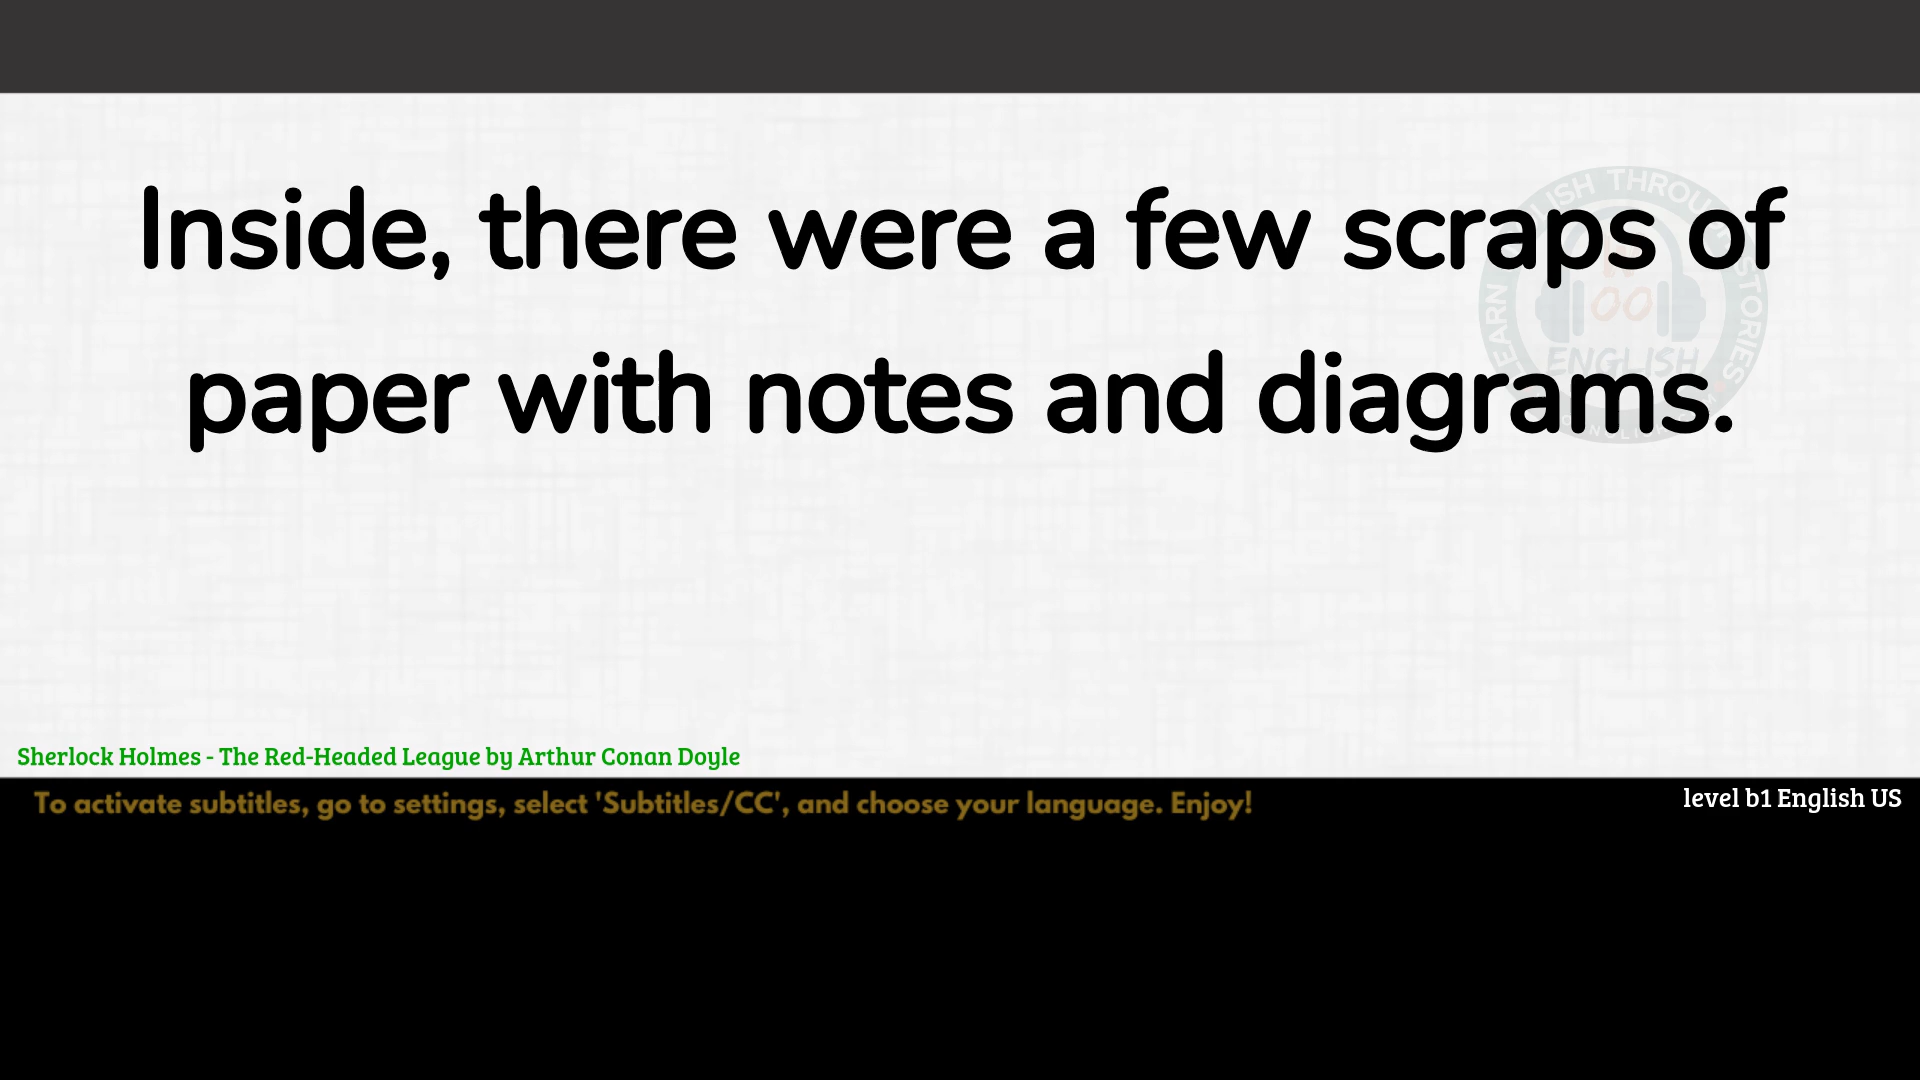 Inside, there were a few scraps of
paper with notes and diagrams.
ENGLISH
Sherlock Holmes - The Red-Headed League by Arthur Conan Doyle
To activate subtitles, go to settings, select 'Subtitles/CC', and choose your language. Enjoy!
level b1 English US